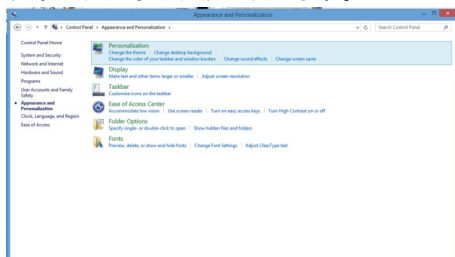 Appearance and Personalization
Control Panel ▸ Appearance and Personalization ▸
Search Control Panel
Control Panel Home
System and Security
Network and Internet
Hardware and Sound
Programs
User Accounts and Family
Safety
Appearance and
Personalization
Clock, Language, and Region
Ease of Access
Personalization
Change the theme | Change desktop background
Change the color of your taskbar and window borders | Change sound effects | Change screen saver
Display
Make text and other items larger or smaller | Adjust screen resolution
Taskbar
Customize icons on the taskbar
Ease of Access Center
Accommodate low vision | Use screen reader | Turn on easy access keys | Turn High Contrast on or off
Folder Options
Specify single- or double-click to open | Show hidden files and folders
Fonts
Preview, delete, or show and hide fonts | Change Font Settings | Adjust ClearType text